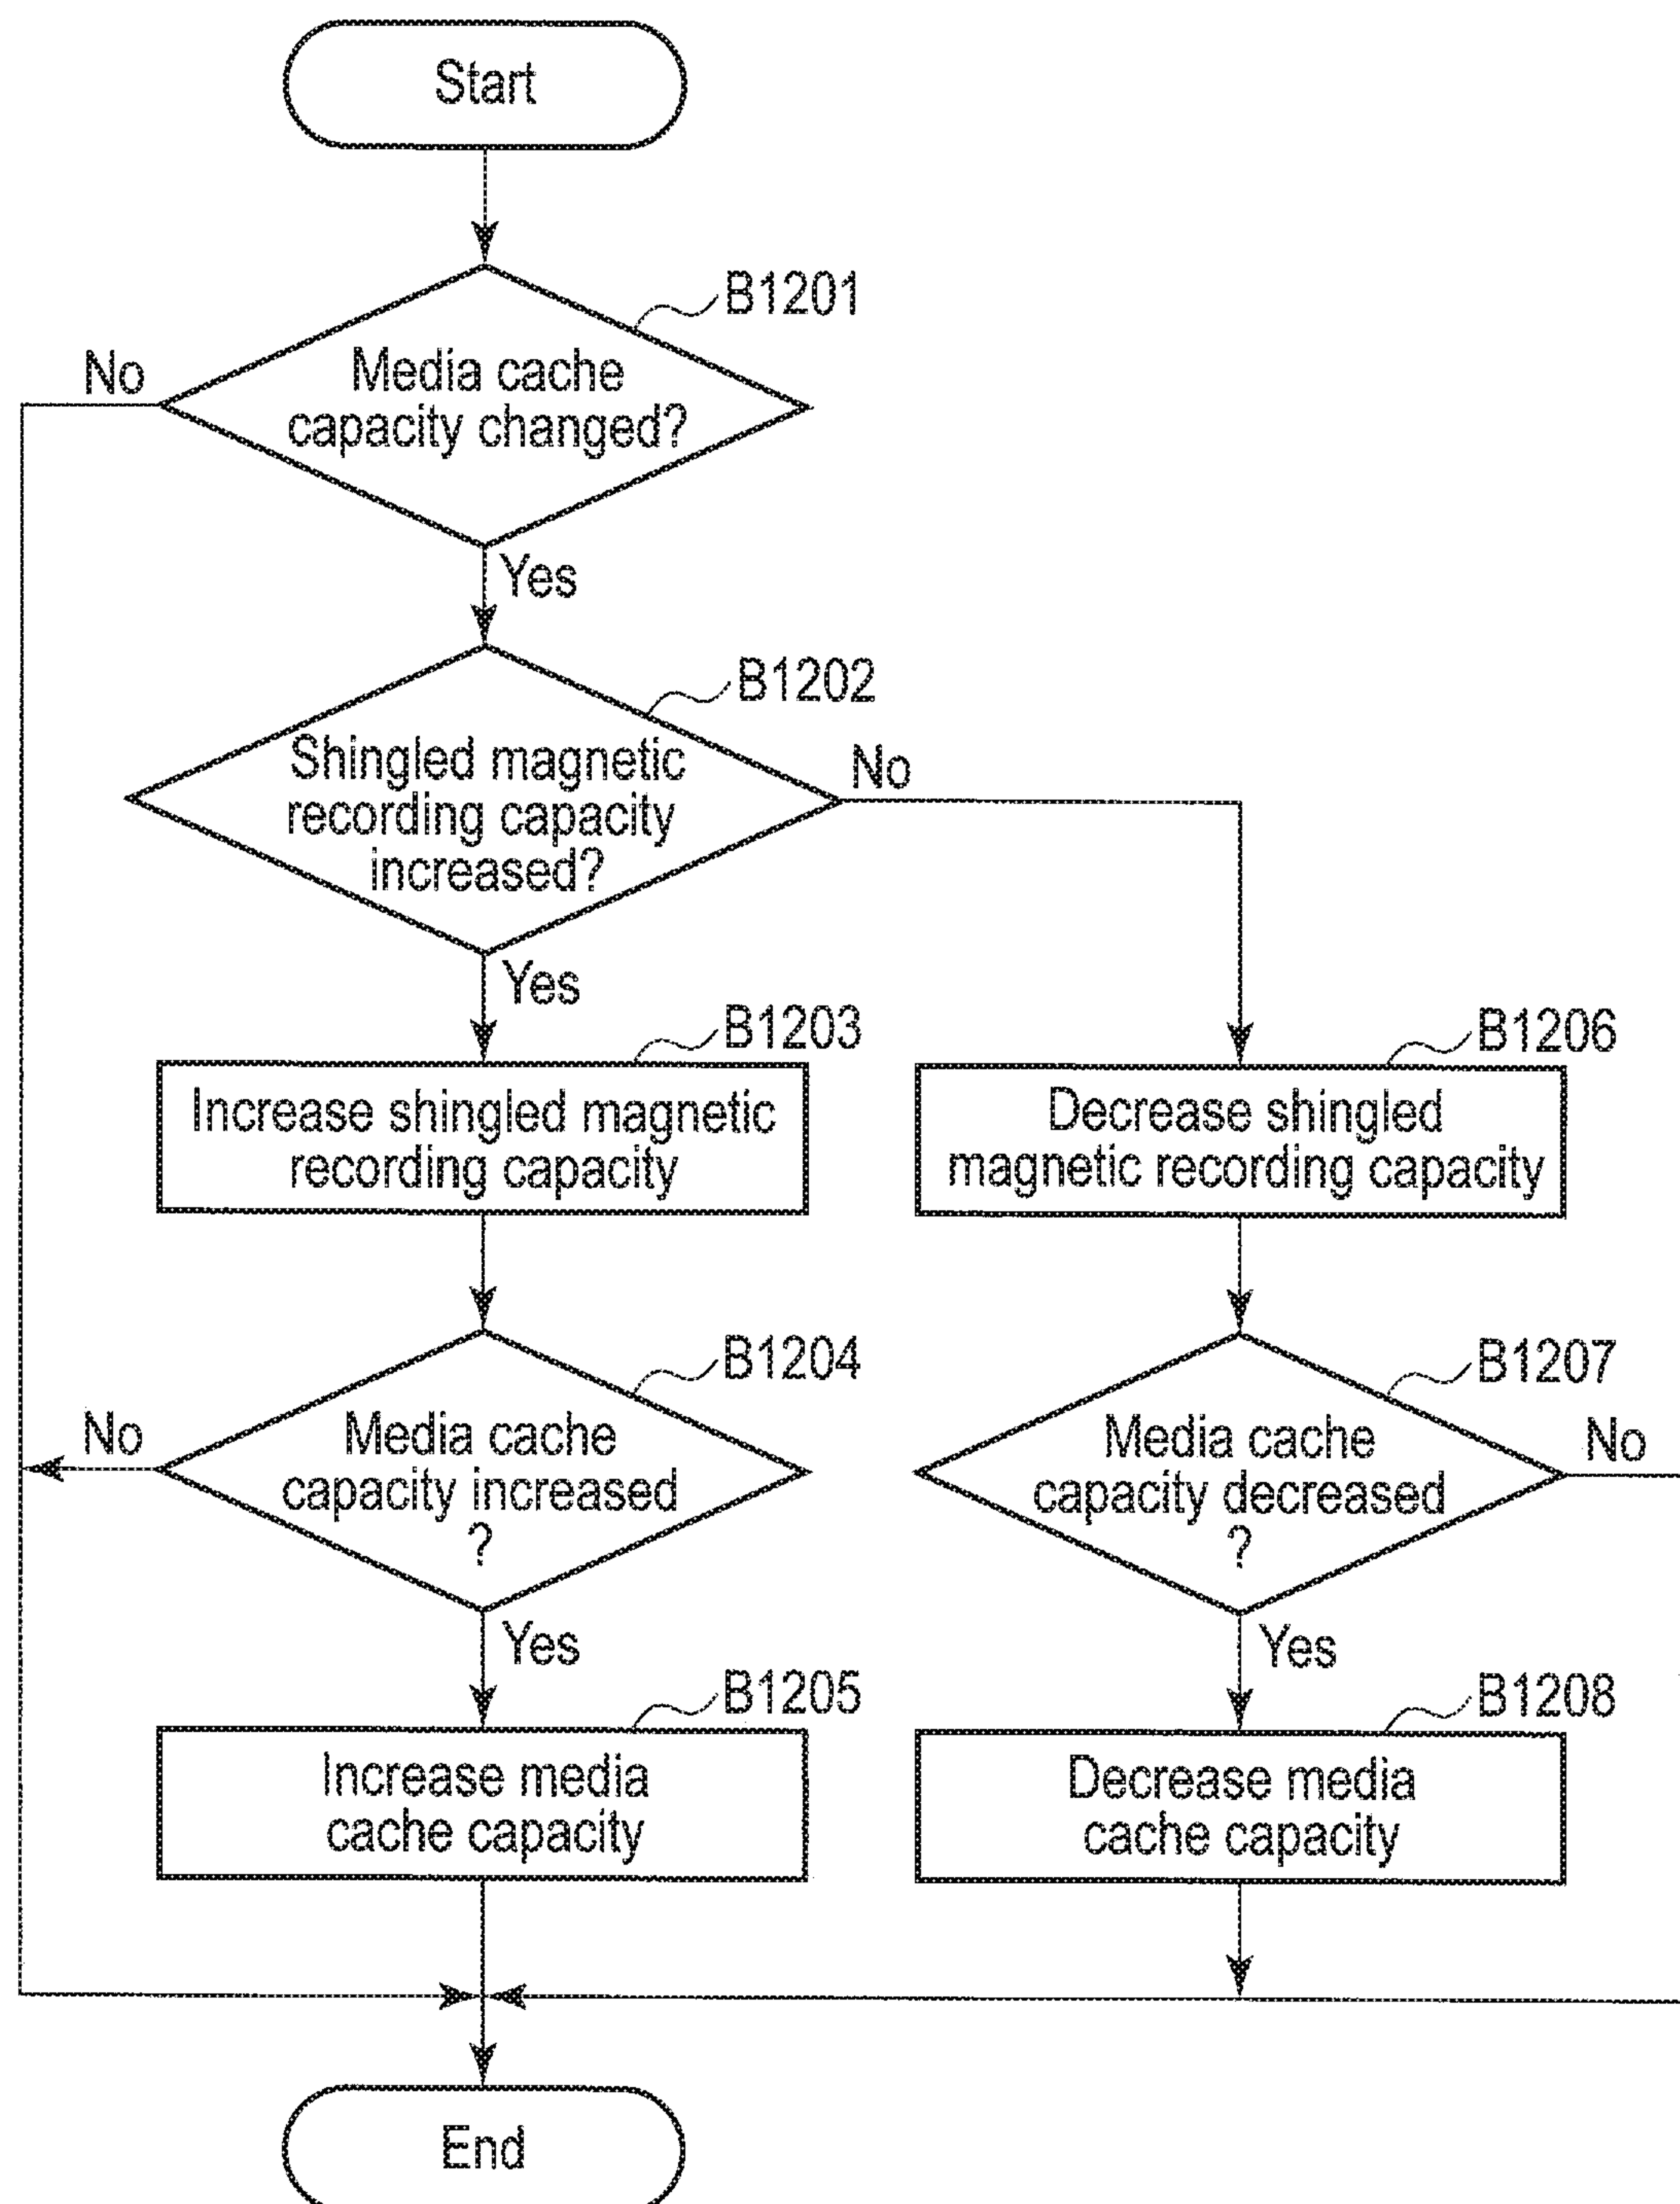 Start
B1201
No
Media cache
capacity changed?
Yes
B1202
Shingled magnetic
recording capacity
increased?
No
Yes
B1203
Increase shingled magnetic
recording capacity
B1206
Decrease shingled
magnetic recording capacity
B1204
No
Media cache
capacity increased
?
B1207
Media cache
capacity decreased
?
No
Yes
Yes
B1205
Increase media
cache capacity
B1208
Decrease media
cache capacity
End